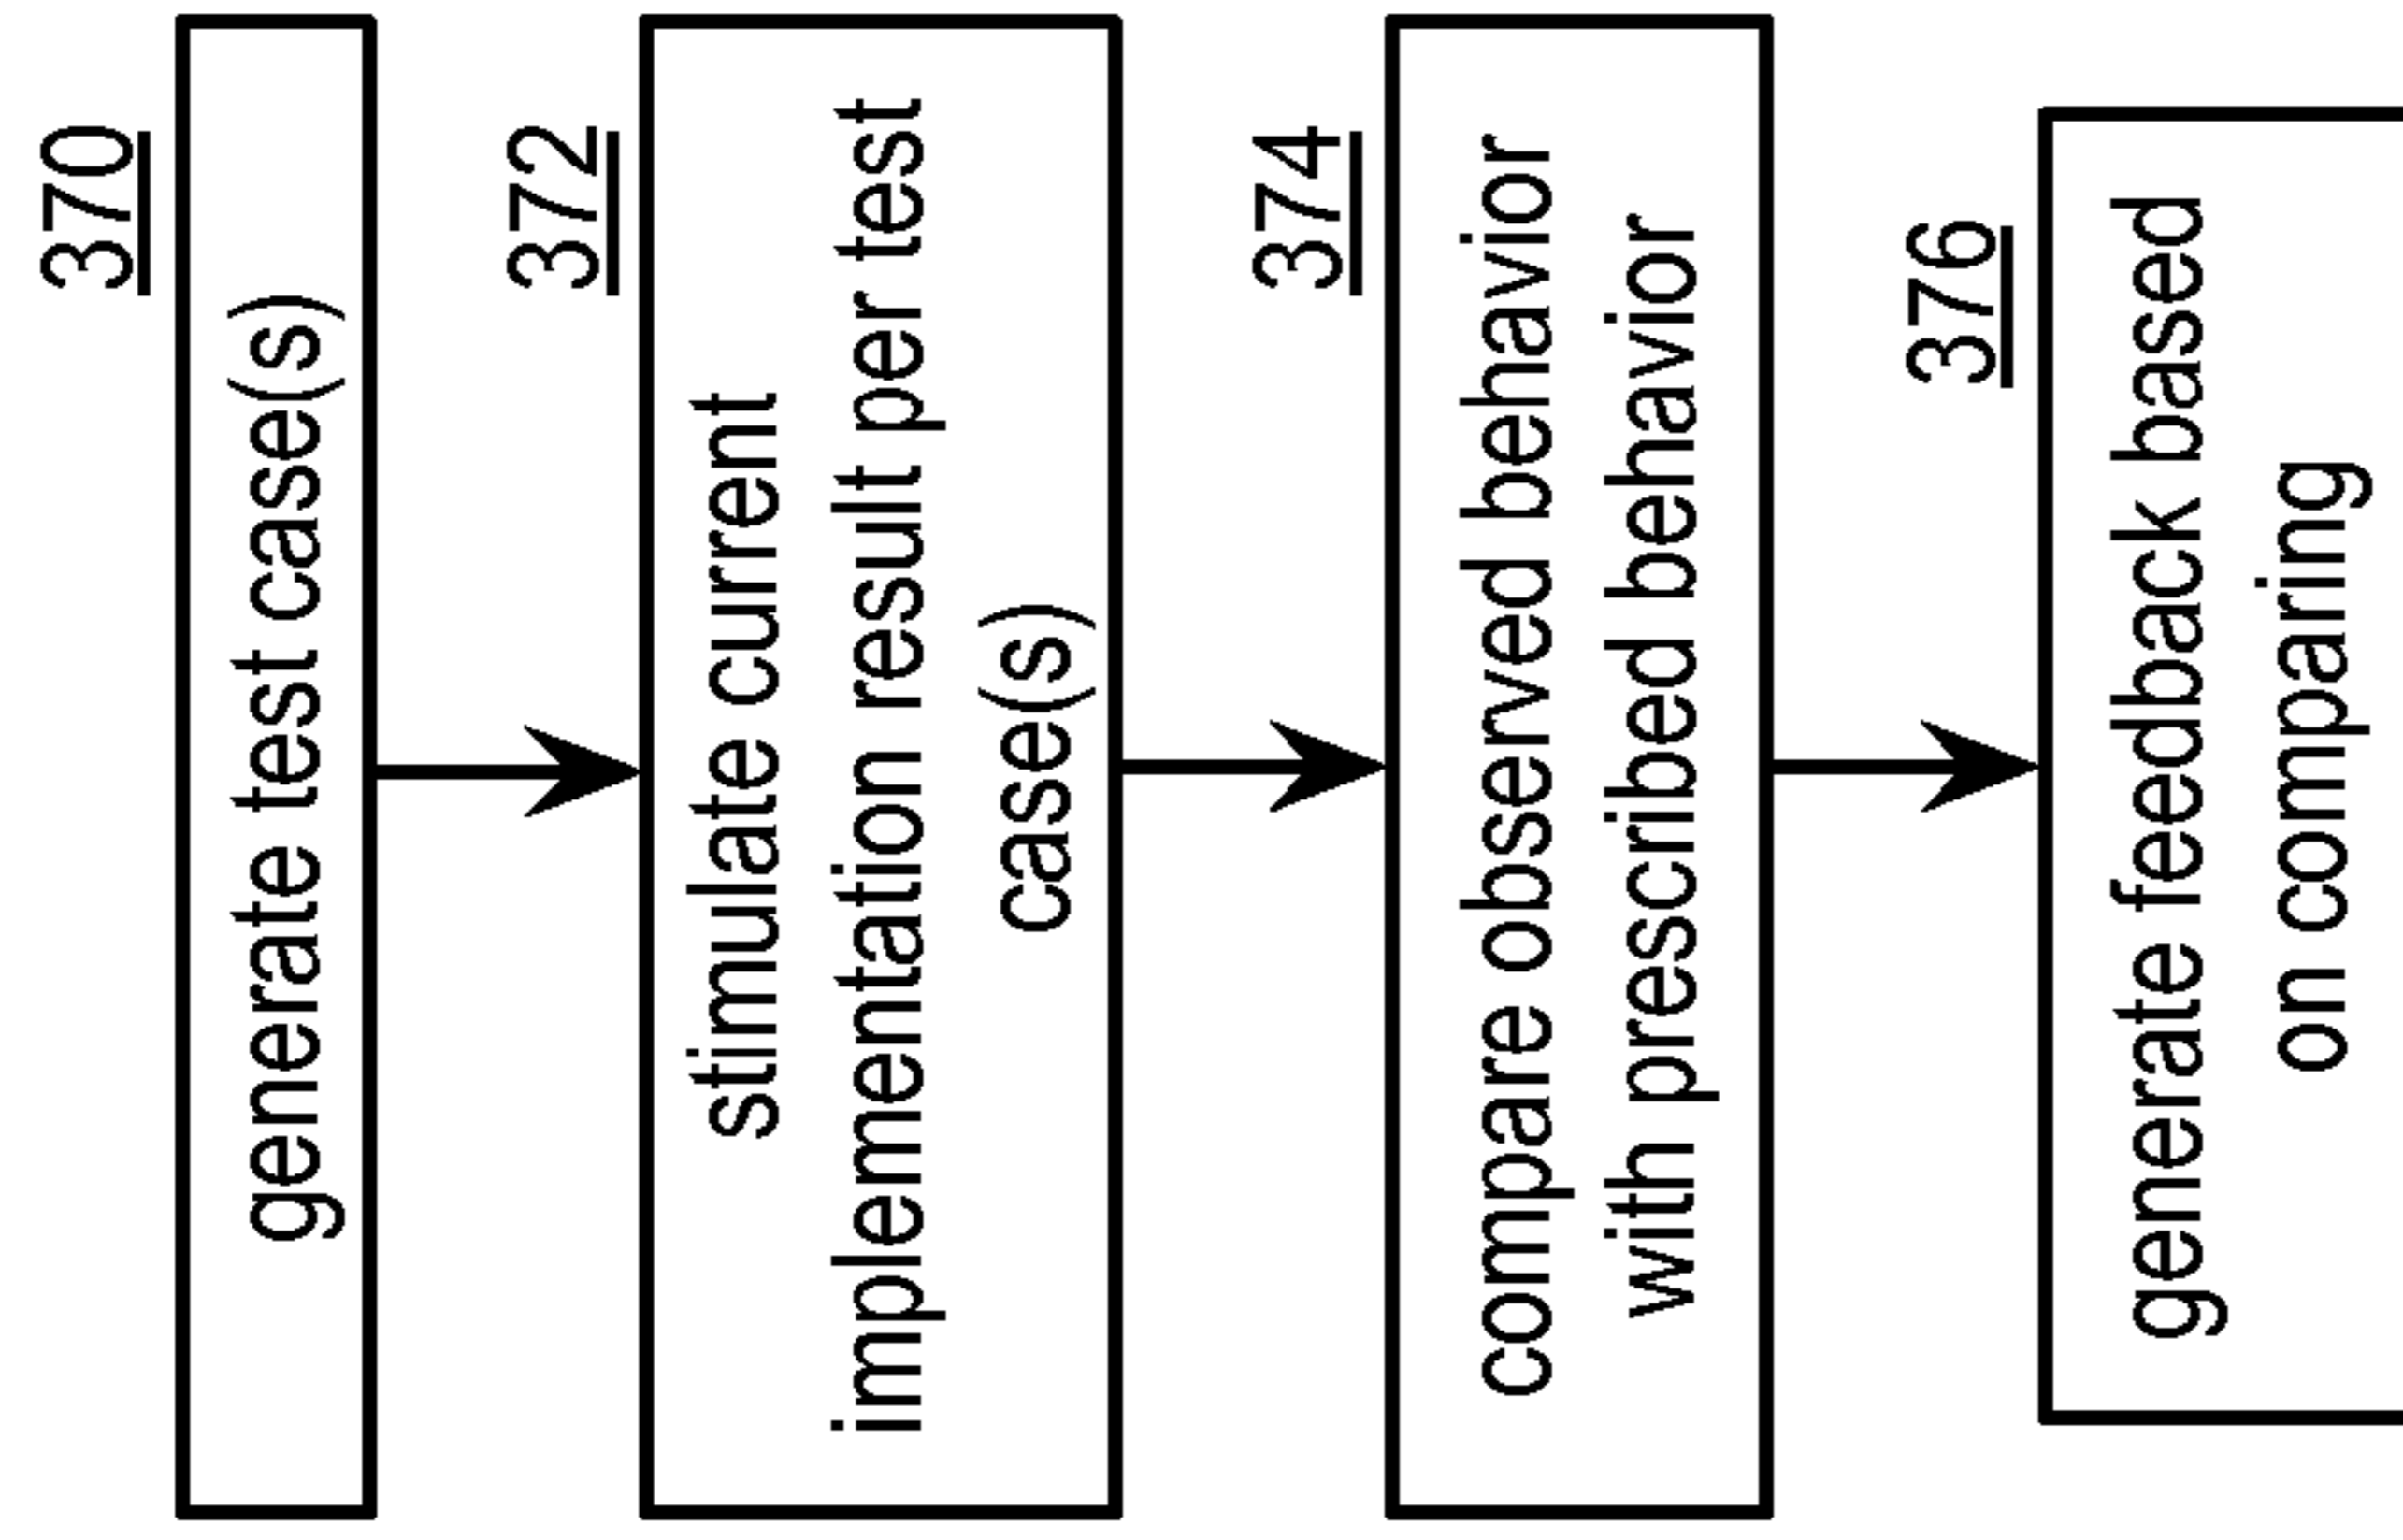 370
generate test case(s)
372
stimulate current
implementation result per test
case(s)
374
compare observed behavior
with prescribed behavior
376
generate feedback based
on comparing